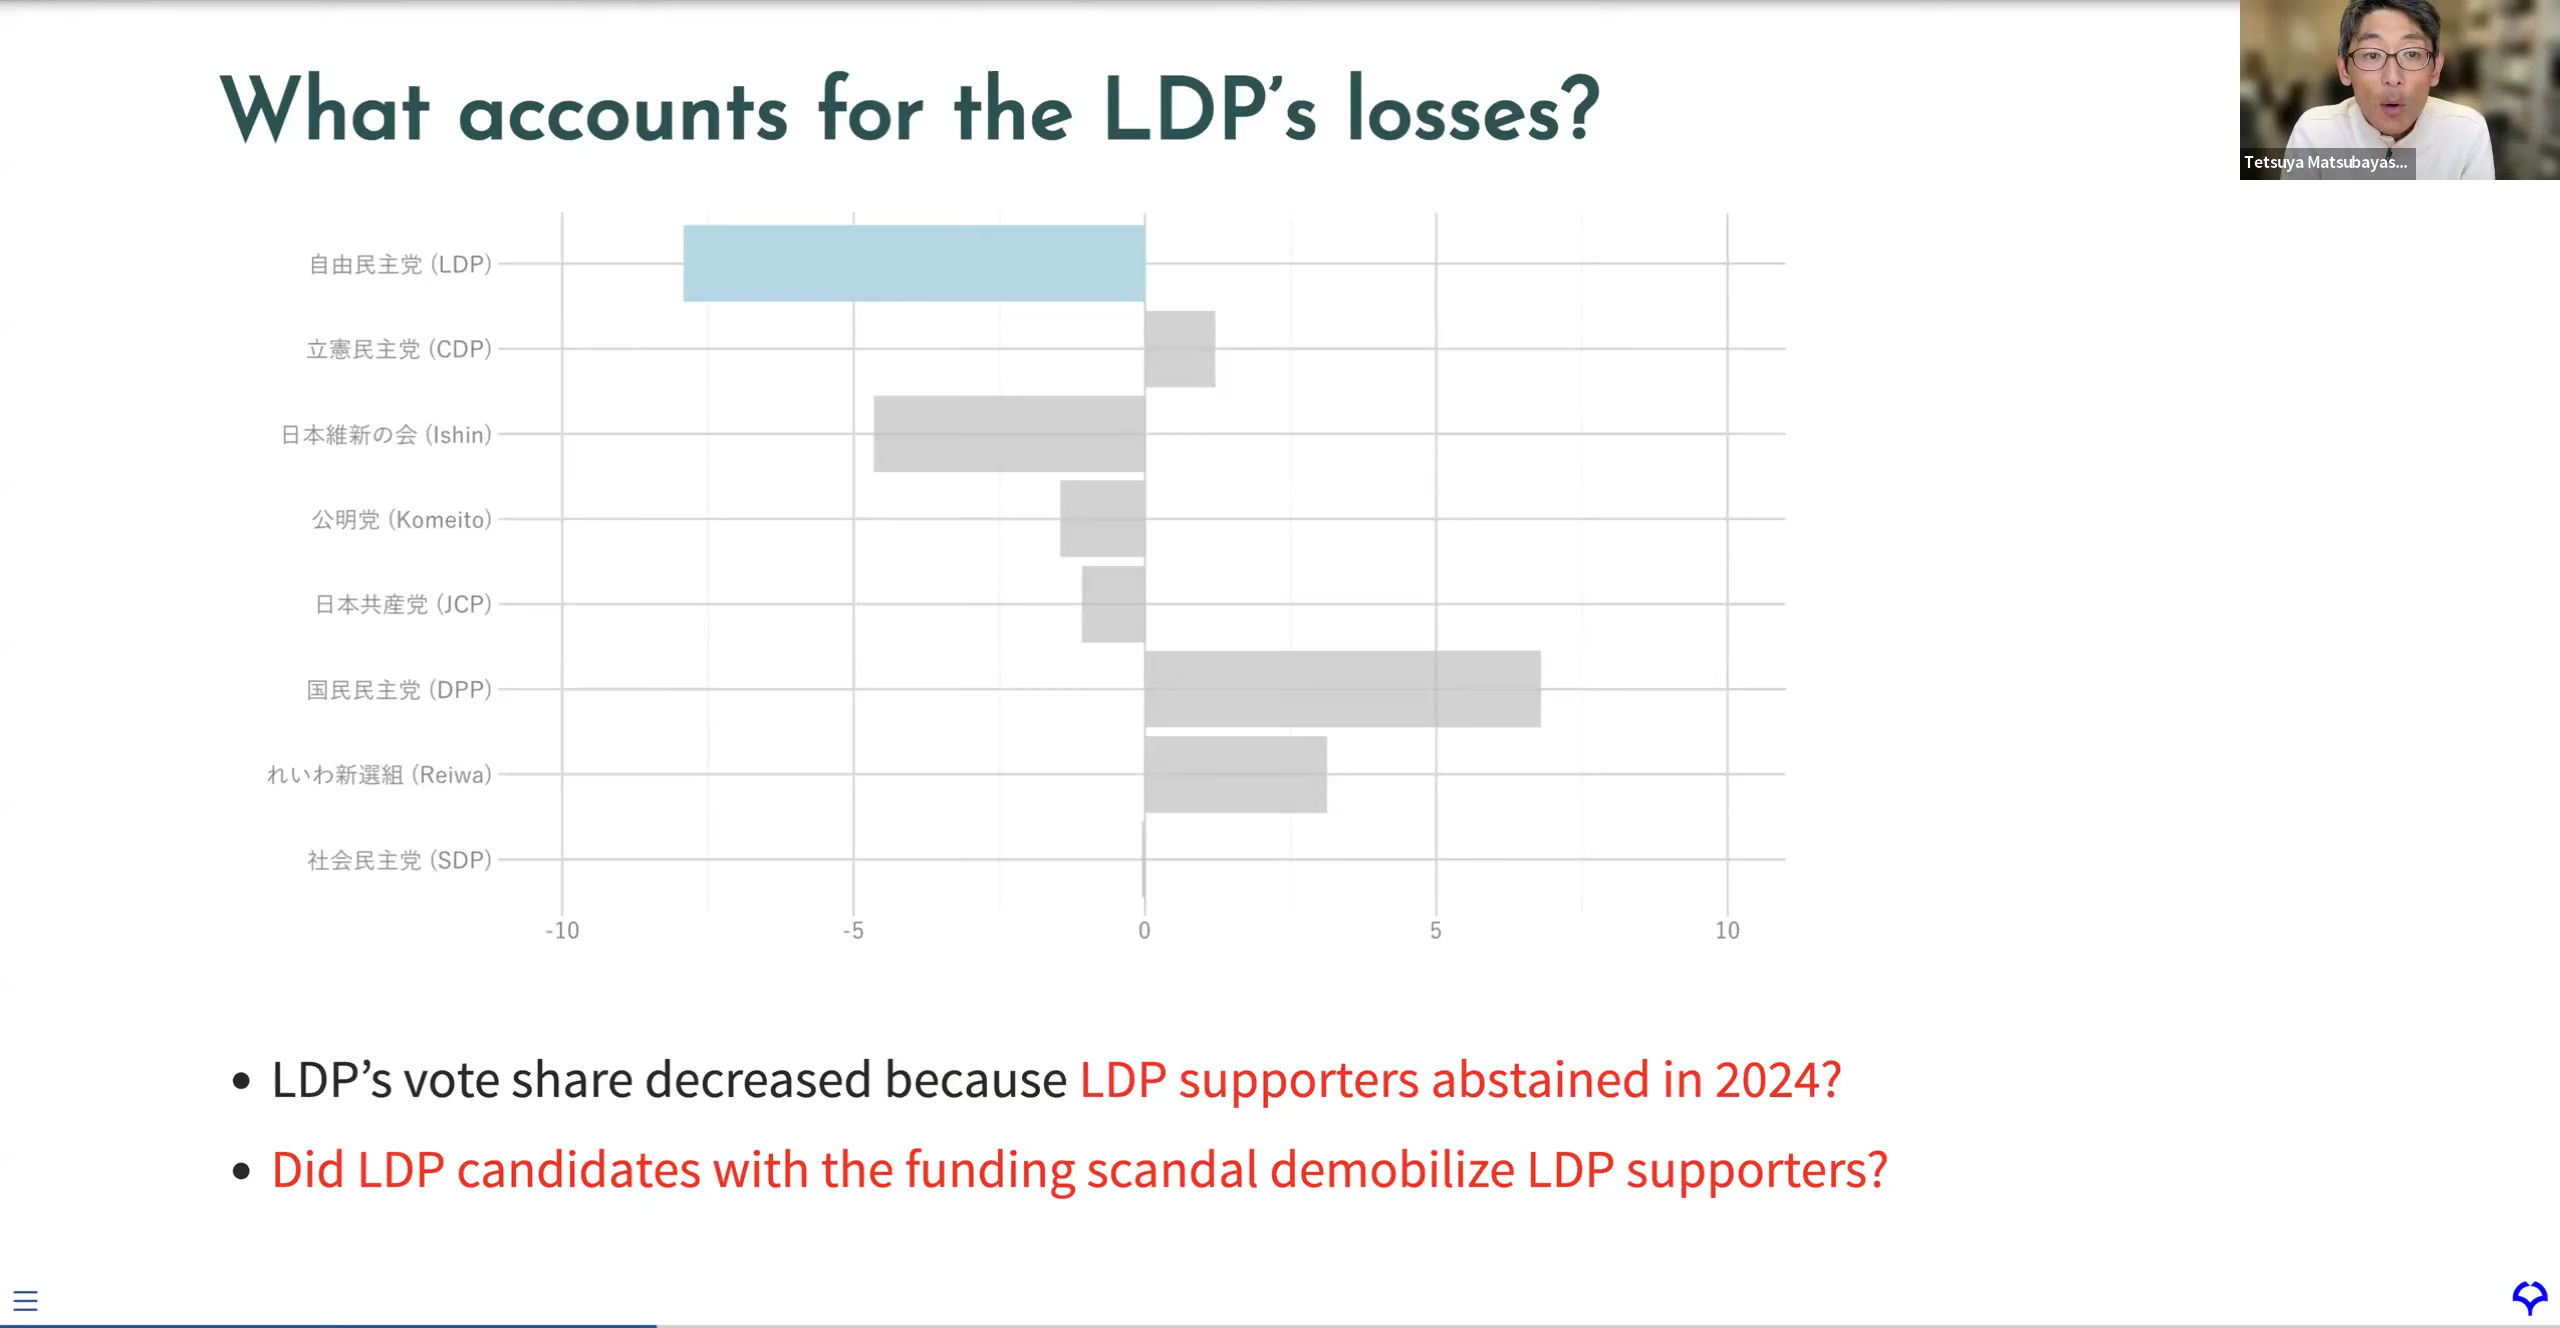 What accounts for the LDP’s losses?
Tetsuya Matsubayas...
自由民主党 (LDP)
立憲民主党 (CDP)
日本維新の会 (Ishin)
公明党 (Komeito)
日本共産党 (JCP)
国民民主党 (DPP)
れいわ新選組 (Reiwa)
社会民主党 (SDP)
-10 -5 0 5 10
• LDP’s vote share decreased because LDP supporters abstained in 2024?
• Did LDP candidates with the funding scandal demobilize LDP supporters?